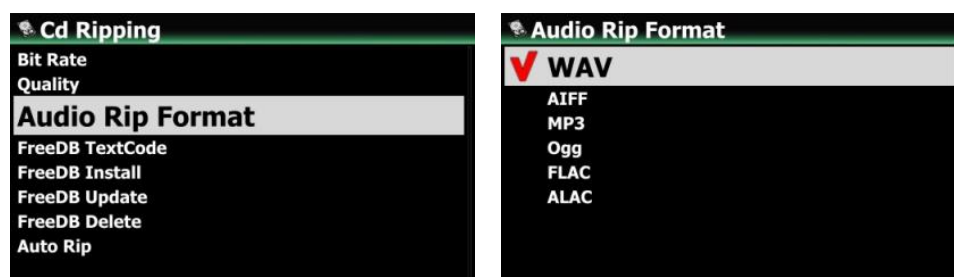 Cd Ripping
Bit Rate
Quality
Audio Rip Format
FreeDB TextCode
FreeDB Install
FreeDB Update
FreeDB Delete
Auto Rip
Audio Rip Format
WAV
AIFF
MP3
Ogg
FLAC
ALAC